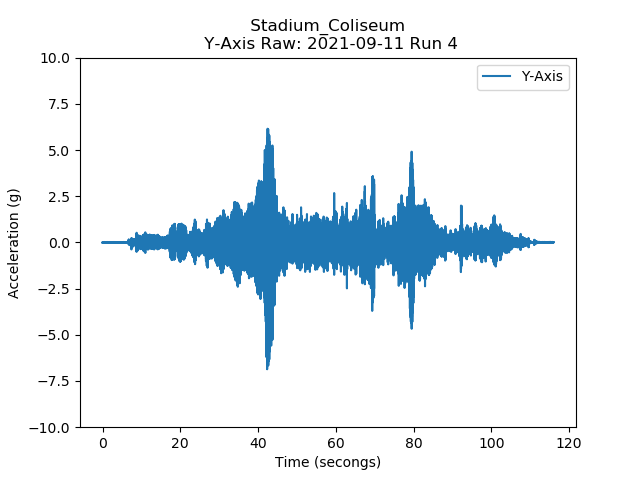 Stadium_Coliseum
Y-Axis Raw: 2021-09-11 Run 4
10.0
7.5
5.0
2.5
0.0
−2.5
−5.0
−7.5
−10.0
Acceleration (g)
Y-Axis
0 20 40 60 80 100 120
Time (secongs)